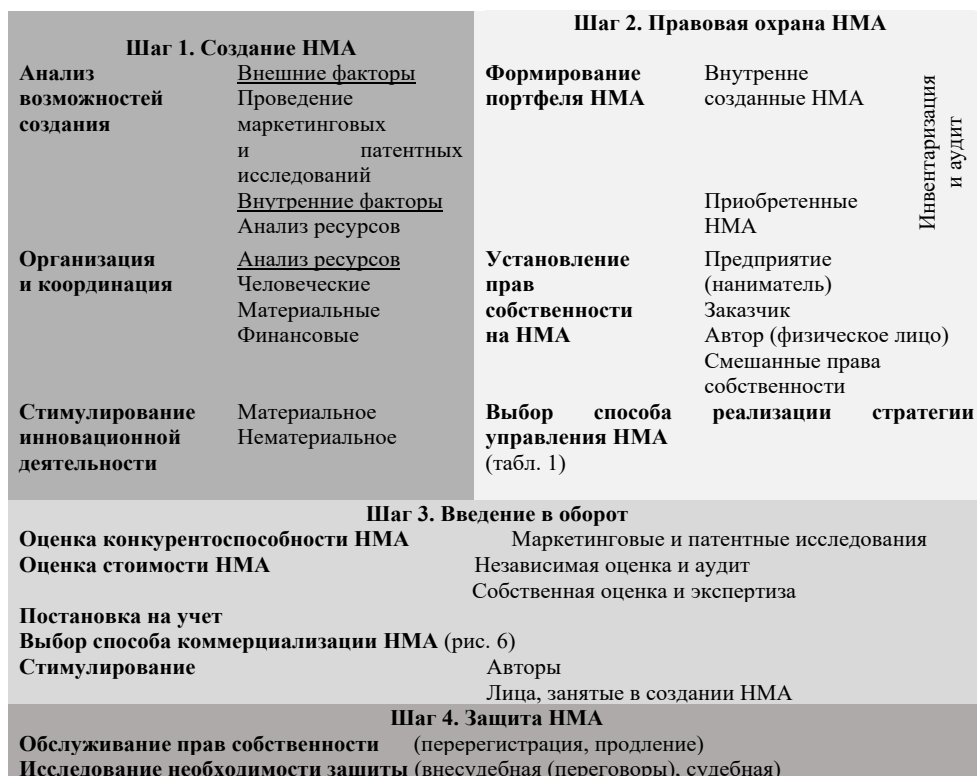 Шаг 1. Создание НМА
Анализ возможностей создания
Внешние факторы
Проведение
маркетинговых
и патентных
исследований
Внутренние факторы
Анализ ресурсов
Организация
и координация
Анализ ресурсов
Человеческие
Материальные
Финансовые
Стимулирование
инновационной
деятельности
Материальное
Нематериальное
Шаг 2. Правовая охрана НМА
Формирование
портфеля НМА
Внутренне
созданные НМА
Приобретенные
НМА
Инвентаризация
и аудит
Установление
прав
собственности
на НМА
Предприятие
(наниматель)
Заказчик
Автор (физическое лицо)
Смешанные права
собственности
Выбор способа реализации стратегии
управления НМА
(табл. 1)
Шаг 3. Введение в оборот
Оценка конкурентоспособности НМА Маркетинговые и патентные исследования
Оценка стоимости НМА Независимая оценка и аудит
Собственная оценка и экспертиза
Постановка на учет
Выбор способа коммерциализации НМА (рис. 6)
Стимулирование Авторы
Лица, занятые в создании НМА
Шаг 4. Защита НМА
Обслуживание прав собственности (перерегистрация, продление)
Исследование необходимости защиты (внесудебная (переговоры), судебная)